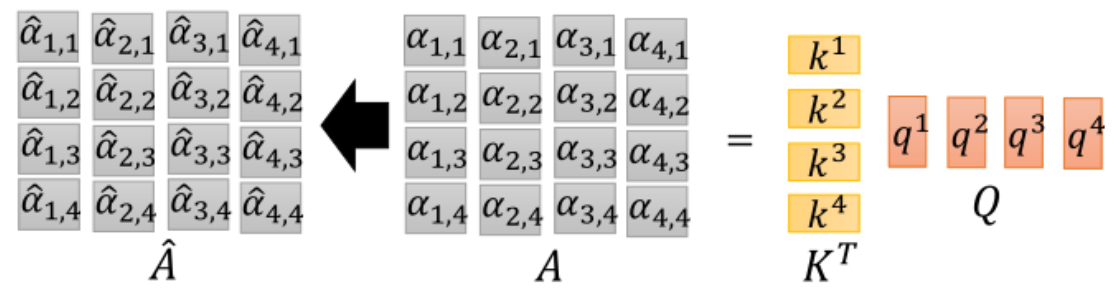 α̂₁,₁ α̂₂,₁ α̂₃,₁ α̂₄,₁ α₁,₁ α₂,₁ α₃,₁ α₄,₁ k¹
α̂₁,₂ α̂₂,₂ α̂₃,₂ α̂₄,₂ α₁,₂ α₂,₂ α₃,₂ α₄,₂ k²
= q¹ q² q³ q⁴
α̂₁,₃ α̂₂,₃ α̂₃,₃ α̂₄,₃ α₁,₃ α₂,₃ α₃,₃ α₄,₃ k³
α̂₁,₄ α̂₂,₄ α̂₃,₄ α̂₄,₄ α₁,₄ α₂,₄ α₃,₄ α₄,₄ k⁴ Q
Â A Kᵀ